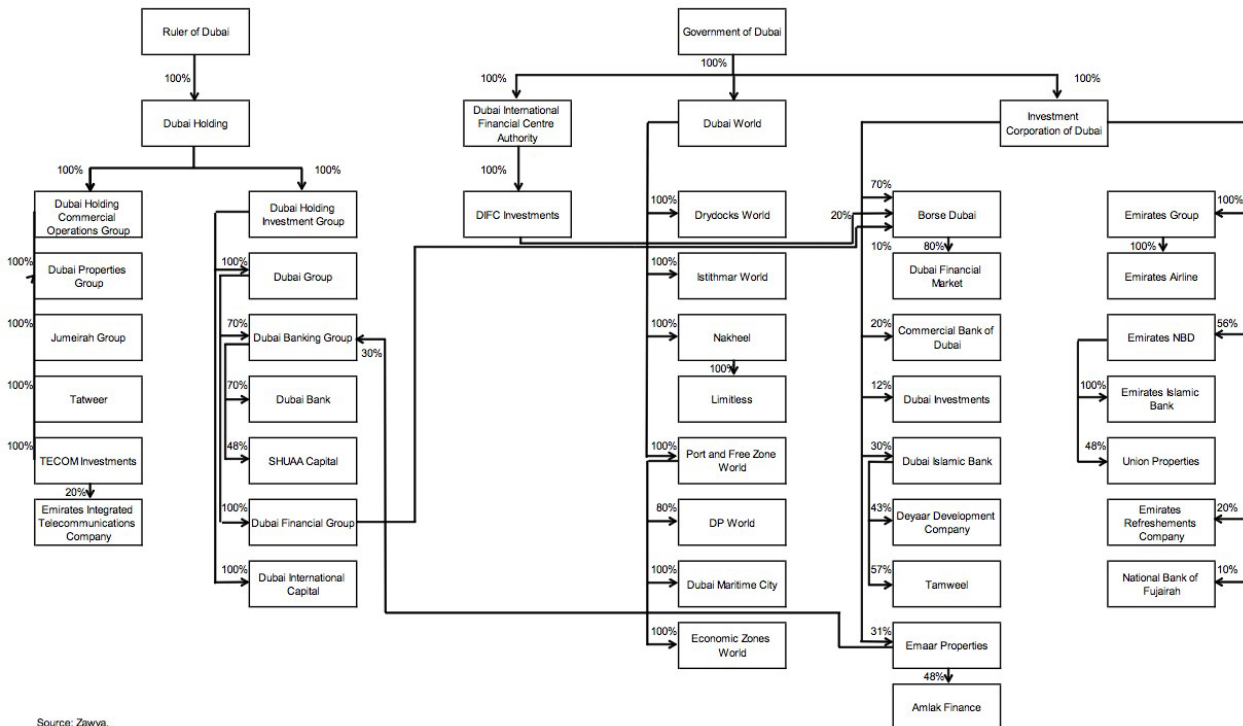 Ruler of Dubai
Government of Dubai
100%
100%
100%
100%
Dubai Holding
Dubai International
Financial Centre
Authority
Dubai World
Investment
Corporation of Dubai
100%
100%
100%
Dubai Holding
Commercial
Operations Group
Dubai Holding
Investment Group
DIFC Investments
100%
Drydocks World
20%
70%
Borse Dubai
10%
Emirates Group
100%
80%
100%
100%
Dubai Properties
Group
100%
Dubai Group
100%
Istithmar World
Dubai Financial
Market
Emirates Airline
100%
Jumeirah Group
70%
Dubai Banking Group
30%
100%
Nakheel
20%
Commercial Bank of
Dubai
Emirates NBD
56%
100%
100%
Tatweer
70%
Dubai Bank
Limitless
12%
Dubai Investments
100%
Emirates Islamic
Bank
100%
TECOM Investments
48%
SHUAA Capital
100%
Port and Free Zone
World
30%
Dubai Islamic Bank
48%
Union Properties
20%
Emirates Integrated
Telecommunications
Company
100%
Dubai Financial Group
80%
DP World
43%
Deyaar Development
Company
Emirates
Refreshements
Company
20%
100%
Dubai International
Capital
100%
Dubai Maritime City
57%
Tamweel
National Bank of
Fujairah
10%
100%
Economic Zones
World
31%
Emaar Properties
48%
Amlak Finance
Source: Zawya.